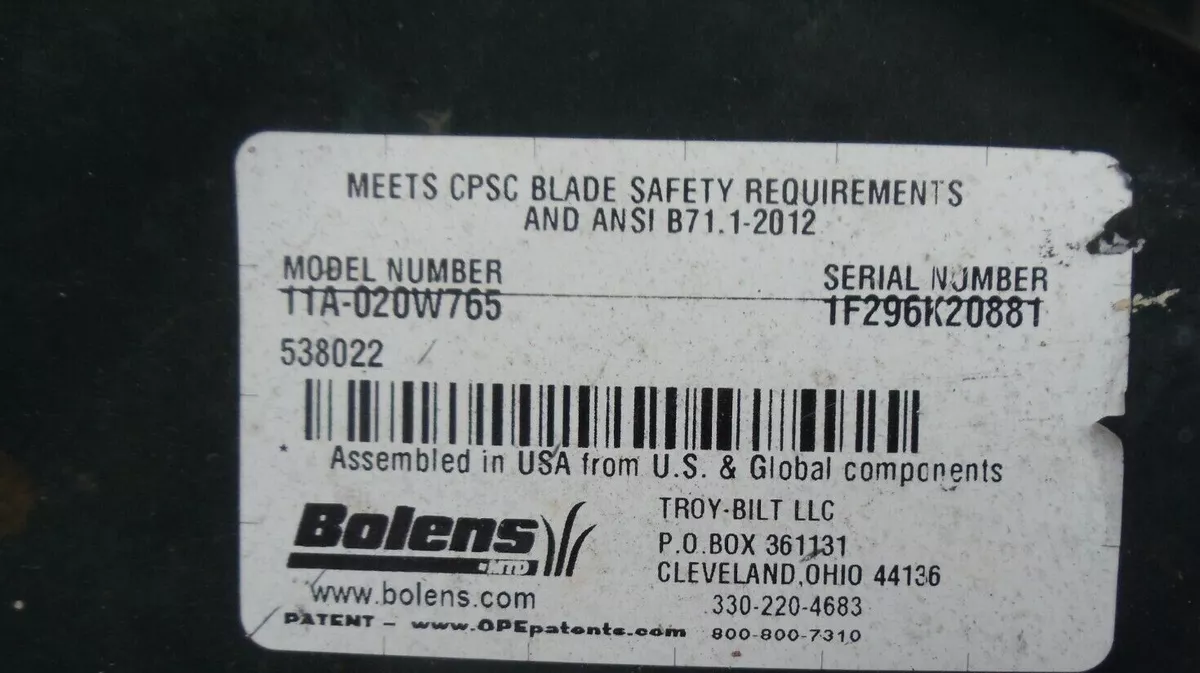 MEETS CPSC BLADE SAFETY REQUIREMENTS
AND ANSI B71.1-2012
MODEL NUMBER
11A-020W765
SERIAL NUMBER
1F296K20881
538022
Assembled in USA from U.S. & Global components
Bolens
MTD
www.bolens.com
PATENT - www.OPEpatents.com
TROY-BILT LLC
P.O.BOX 361131
CLEVELAND,OHIO 44136
330-220-4683
800-800-7310